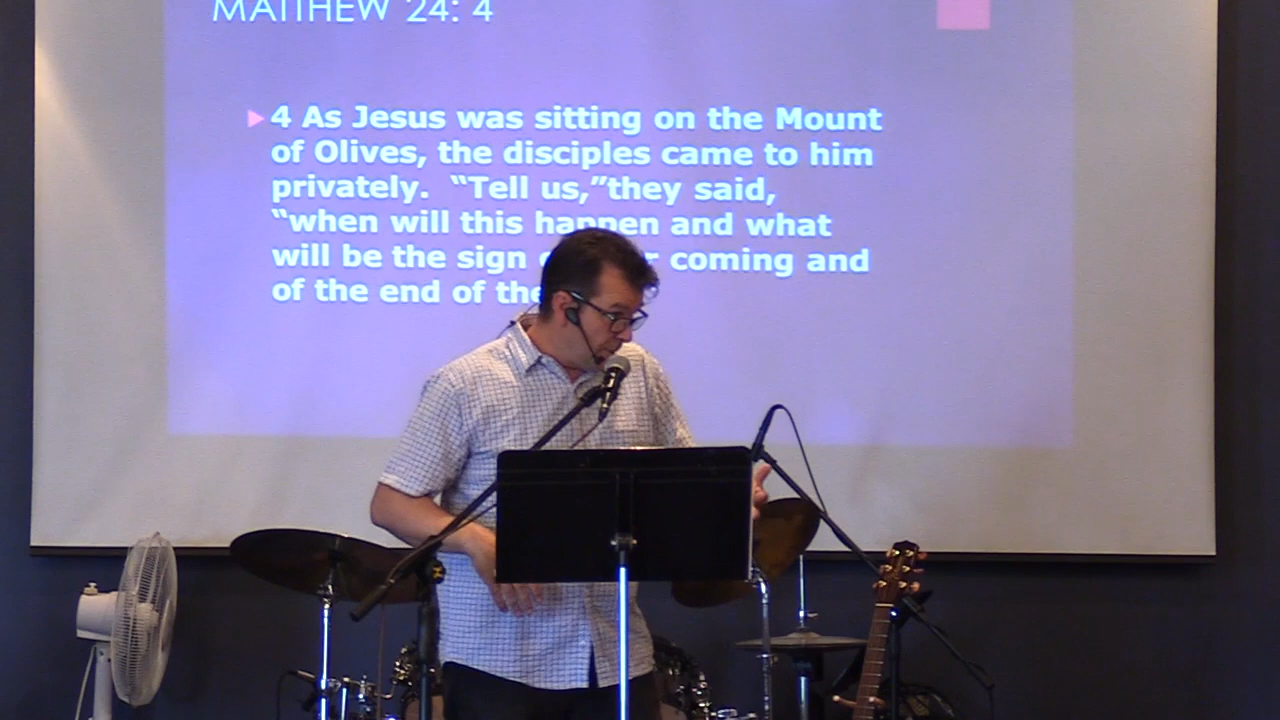 MATTHEW 24: 4
4 As Jesus was sitting on the Mount
of Olives, the disciples came to him
privately.  “Tell us,”they said,
“when will this happen and what
will be the sign coming and
of the end of the